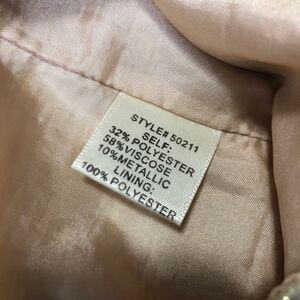 STYLE# 50211
SELF:
32% POLYESTER
58%VISCOSE
10%METALLIC
LINING:
100% POLYESTER